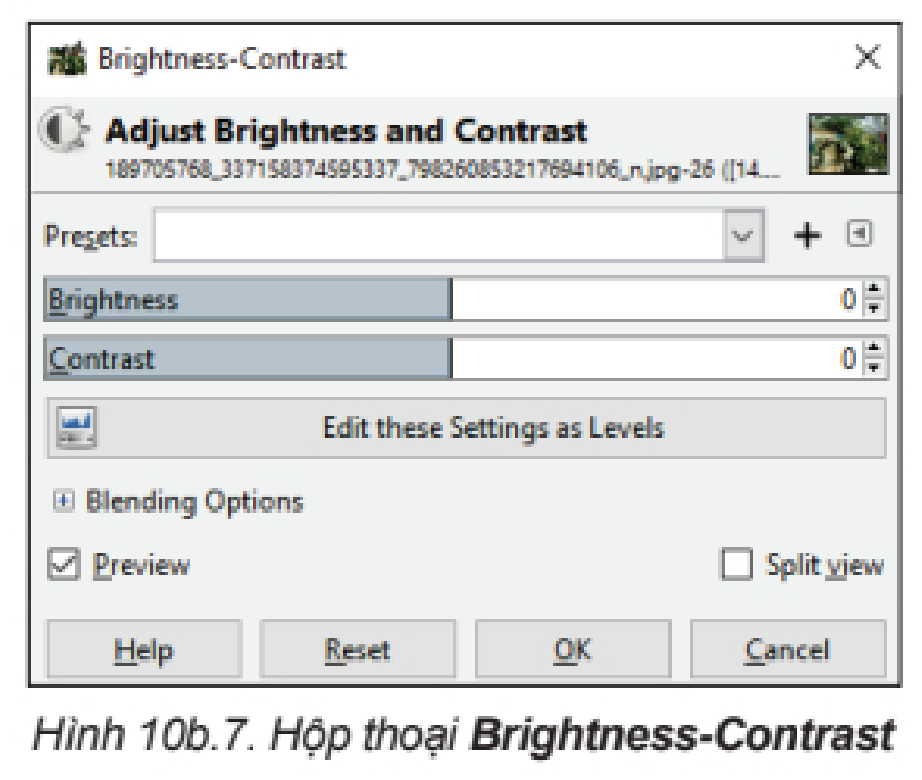 Brightness-Contrast
Adjust Brightness and Contrast
189705768_337158374595337_798260853217694106_n.jpg-26 ([14...
Presets:
Brightness 0
Contrast 0
Edit these Settings as Levels
Blending Options
Preview Split view
Help Reset OK Cancel
Hình 10b.7. Hộp thoại Brightness-Contrast